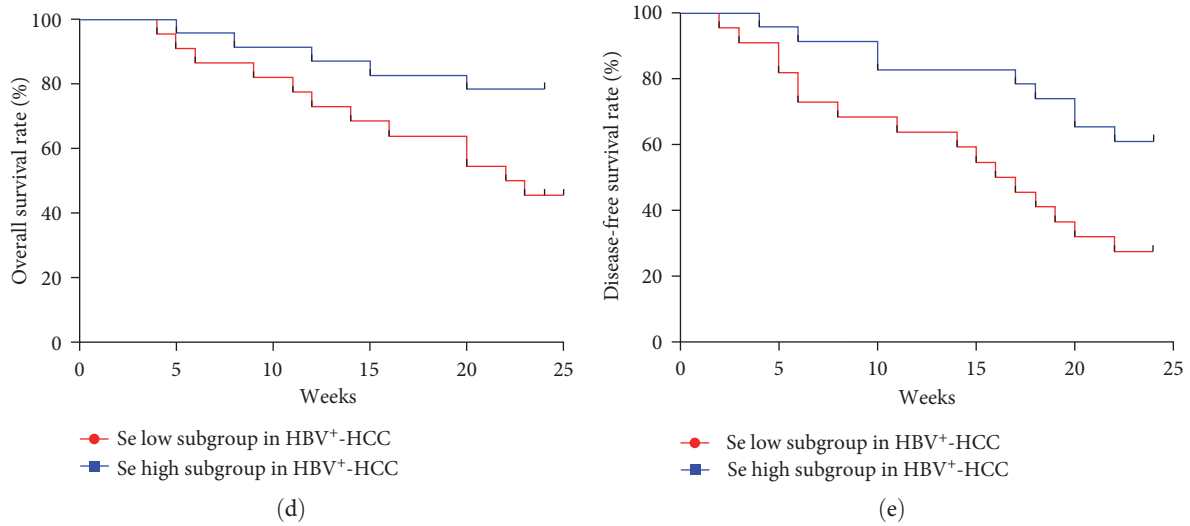 Overall survival rate (%)
100
80
60
40
20
0
0 5 10 15 20 25
Weeks
Se low subgroup in HBV⁺-HCC
Se high subgroup in HBV⁺-HCC
(d)
Disease-free survival rate (%)
100
80
60
40
20
0
0 5 10 15 20 25
Weeks
Se low subgroup in HBV⁺-HCC
Se high subgroup in HBV⁺-HCC
(e)